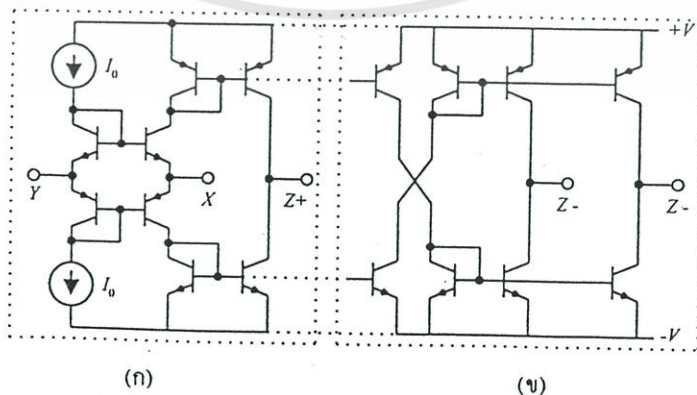 +V
I₀
Y
X
Z+
Z-
Z-
I₀
-V
(ก)
(ข)